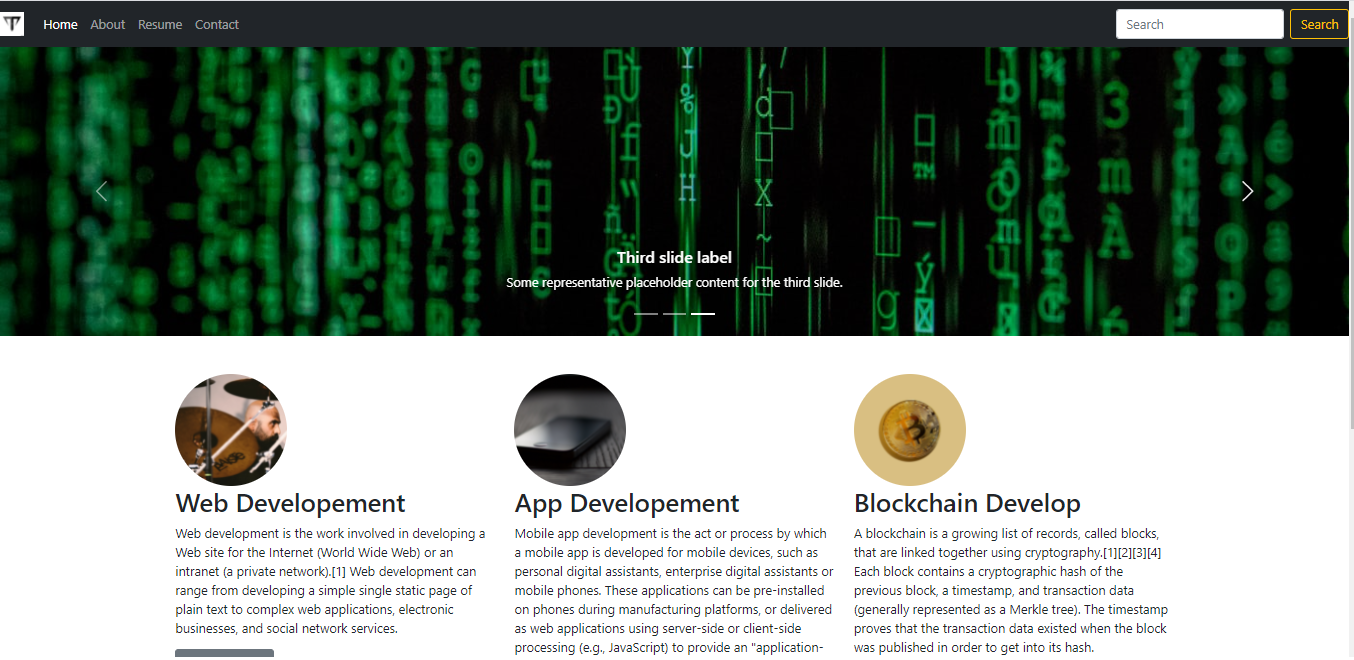 Home About Resume Contact Search Search
Third slide label
Some representative placeholder content for the third slide.
Web Developement
Web development is the work involved in developing a
Web site for the Internet (World Wide Web) or an
intranet (a private network).[1] Web development can
range from developing a simple single static page of
plain text to complex web applications, electronic
businesses, and social network services.
App Developement
Mobile app development is the act or process by which
a mobile app is developed for mobile devices, such as
personal digital assistants, enterprise digital assistants or
mobile phones. These applications can be pre-installed
on phones during manufacturing platforms, or delivered
as web applications using server-side or client-side
processing (e.g., JavaScript) to provide an "application-
Blockchain Develop
A blockchain is a growing list of records, called blocks,
that are linked together using cryptography.[1][2][3][4]
Each block contains a cryptographic hash of the
previous block, a timestamp, and transaction data
(generally represented as a Merkle tree). The timestamp
proves that the transaction data existed when the block
was published in order to get into its hash.